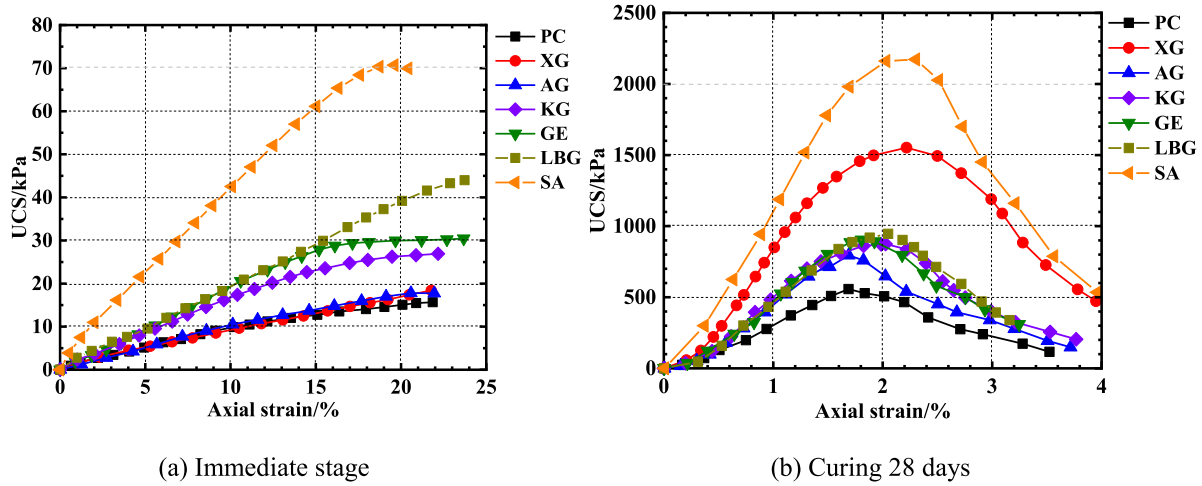 80
70
60
50
40
30
20
10
0
UCS/kPa
0 5 10 15 20 25
Axial strain/%
PC
XG
AG
KG
GE
LBG
SA
(a) Immediate stage
2500
2000
1500
1000
500
0
UCS/kPa
0 1 2 3 4
Axial strain/%
PC
XG
AG
KG
GE
LBG
SA
(b) Curing 28 days